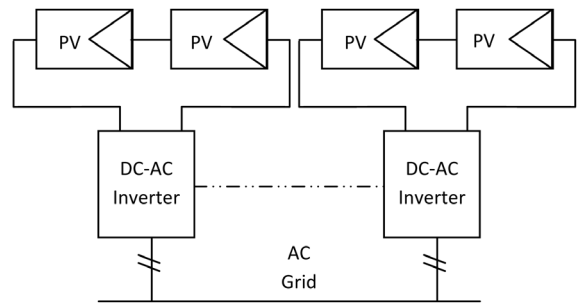 PV
PV
PV
PV
DC-AC
Inverter
DC-AC
Inverter
AC
Grid